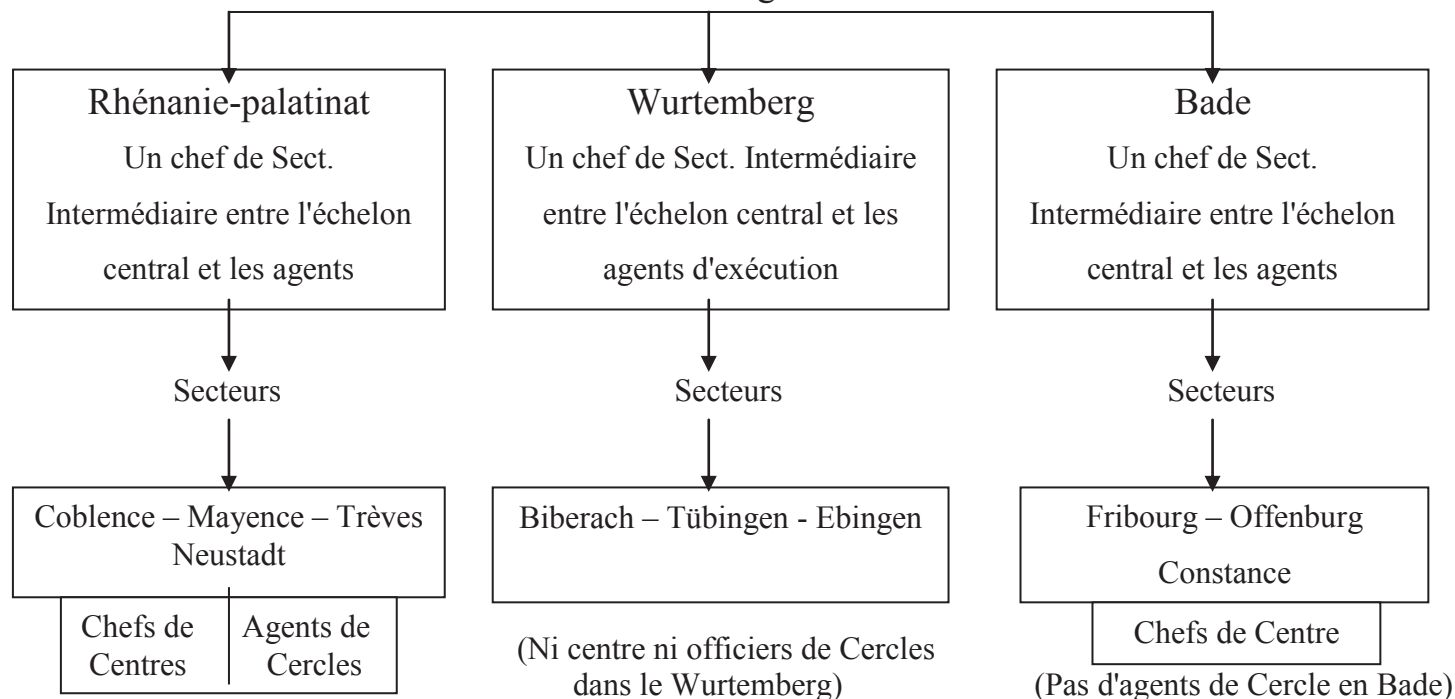 Rhénanie-palatinat
Un chef de Sect.
Intermédiaire entre l'échelon
central et les agents
Wurtemberg
Un chef de Sect. Intermédiaire
entre l'échelon central et les
agents d'exécution
Bade
Un chef de Sect.
Intermédiaire entre l'échelon
central et les agents
Secteurs
Secteurs
Secteurs
Coblence – Mayence – Trèves
Neustadt
Chefs de
Centres
Agents de
Cercles
Biberach – Tübingen - Ebingen
(Ni centre ni officiers de Cercles
dans le Wurtemberg)
Fribourg – Offenburg
Constance
Chefs de Centre
(Pas d'agents de Cercle en Bade)